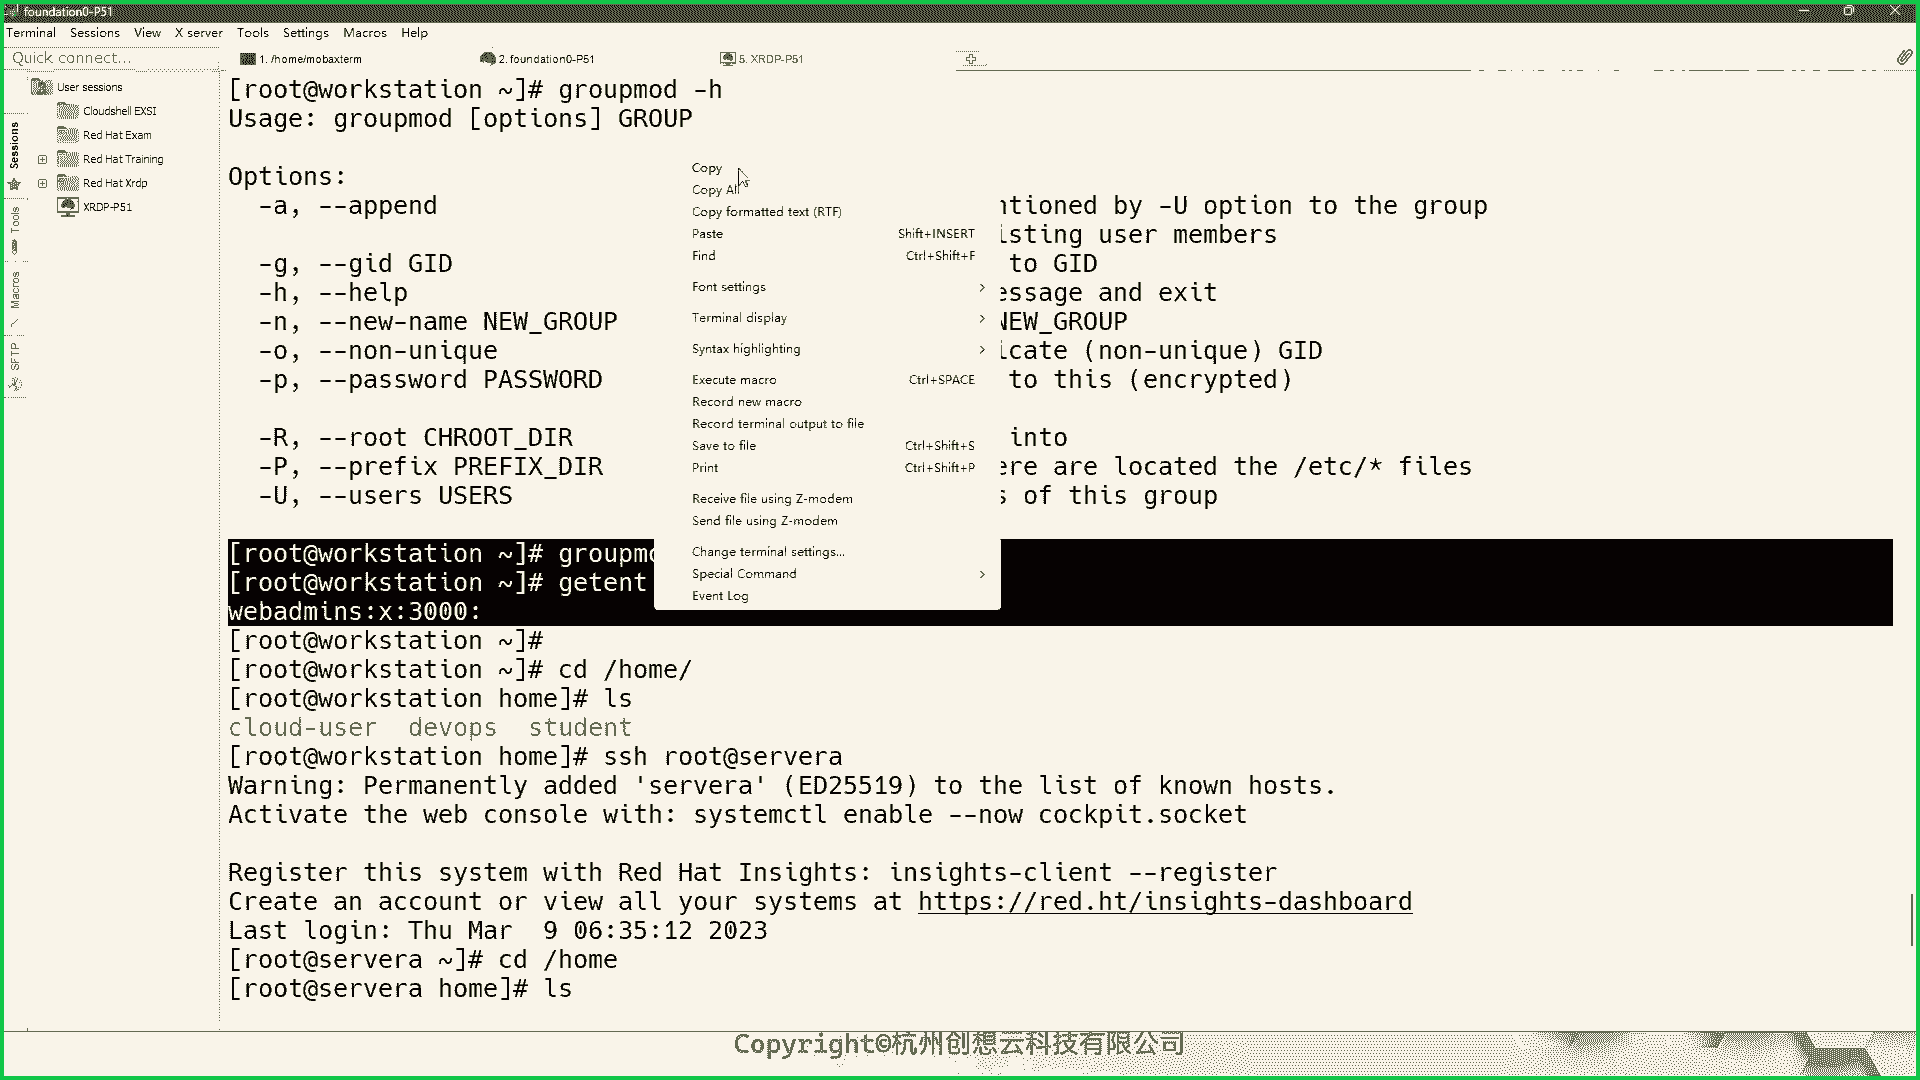 foundation0-P51
Terminal Sessions View X server Tools Settings Macros Help
Quick connect...
1. /home/mobaxterm
2. foundation0-P51
5. XRDP-P51
User sessions
Cloudshell EXSI
Red Hat Exam
Red Hat Training
Red Hat Xrdp
XRDP-P51
Sessions
Tools
Macros
SFTP
[root@workstation ~]# groupmod -h
Usage: groupmod [options] GROUP
Options:
-a, --append ntioned by -U option to the group
isting user members
-g, --gid GID to GID
-h, --help essage and exit
-n, --new-name NEW_GROUP NEW_GROUP
-o, --non-unique icate (non-unique) GID
-p, --password PASSWORD to this (encrypted)
-R, --root CHROOT_DIR into
-P, --prefix PREFIX_DIR ere are located the /etc/* files
-U, --users USERS s of this group
[root@workstation ~]# groupmo
[root@workstation ~]# getent
webadmins:x:3000:
[root@workstation ~]#
[root@workstation ~]# cd /home/
[root@workstation home]# ls
cloud-user devops student
[root@workstation home]# ssh root@servera
Warning: Permanently added 'servera' (ED25519) to the list of known hosts.
Activate the web console with: systemctl enable --now cockpit.socket
Register this system with Red Hat Insights: insights-client --register
Create an account or view all your systems at https://red.ht/insights-dashboard
Last login: Thu Mar 9 06:35:12 2023
[root@servera ~]# cd /home
[root@servera home]# ls
Copy
Copy All
Copy formatted text (RTF)
Paste Shift+INSERT
Find Ctrl+Shift+F
Font settings
Terminal display
Syntax highlighting
Execute macro Ctrl+SPACE
Record new macro
Record terminal output to file
Save to file Ctrl+Shift+S
Print Ctrl+Shift+P
Receive file using Z-modem
Send file using Z-modem
Change terminal settings...
Special Command
Event Log
Copyright©杭州创想云科技有限公司